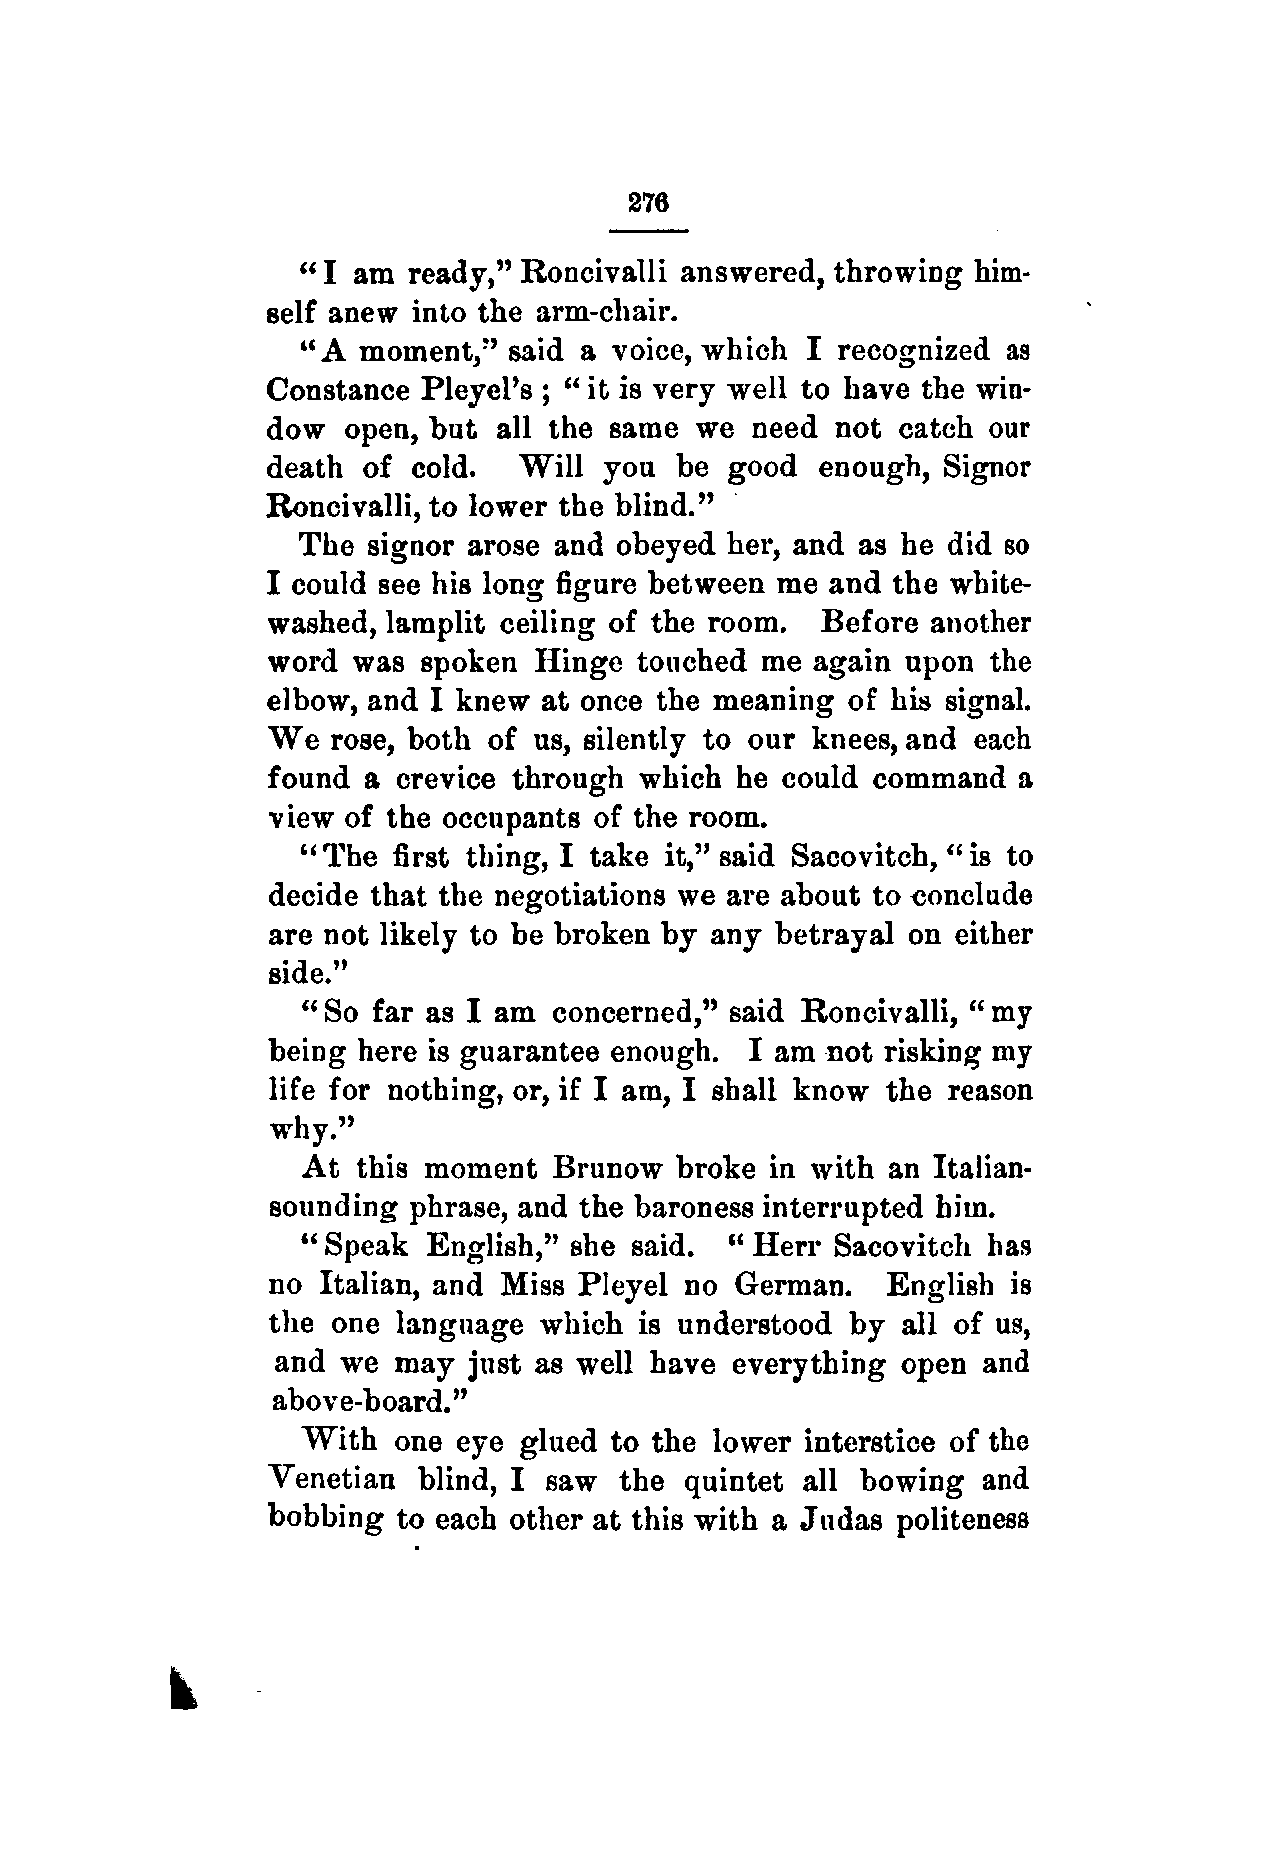 276
“I am ready,” Roncivalli answered, throwing him-
self anew into the arm-chair.
“A moment,” said a voice, which I recognized as
Constance Pleyel’s ; “it is very well to have the win-
dow open, but all the same we need not catch our
death of cold. Will you be good enough, Signor
Roncivalli, to lower the blind.”
The signor arose and obeyed her, and as he did so
I could see his long figure between me and the white-
washed, lamplit ceiling of the room. Before another
word was spoken Hinge touched me again upon the
elbow, and I knew at once the meaning of his signal.
We rose, both of us, silently to our knees, and each
found a crevice through which he could command a
view of the occupants of the room.
“The first thing, I take it,” said Sacovitch, “is to
decide that the negotiations we are about to conclude
are not likely to be broken by any betrayal on either
side.”
“So far as I am concerned,” said Roncivalli, “my
being here is guarantee enough. I am not risking my
life for nothing, or, if I am, I shall know the reason
why.”
At this moment Brunow broke in with an Italian-
sounding phrase, and the baroness interrupted him.
“Speak English,” she said. “Herr Sacovitch has
no Italian, and Miss Pleyel no German. English is
the one language which is understood by all of us,
and we may just as well have everything open and
above-board.”
With one eye glued to the lower interstice of the
Venetian blind, I saw the quintet all bowing and
bobbing to each other at this with a Judas politeness